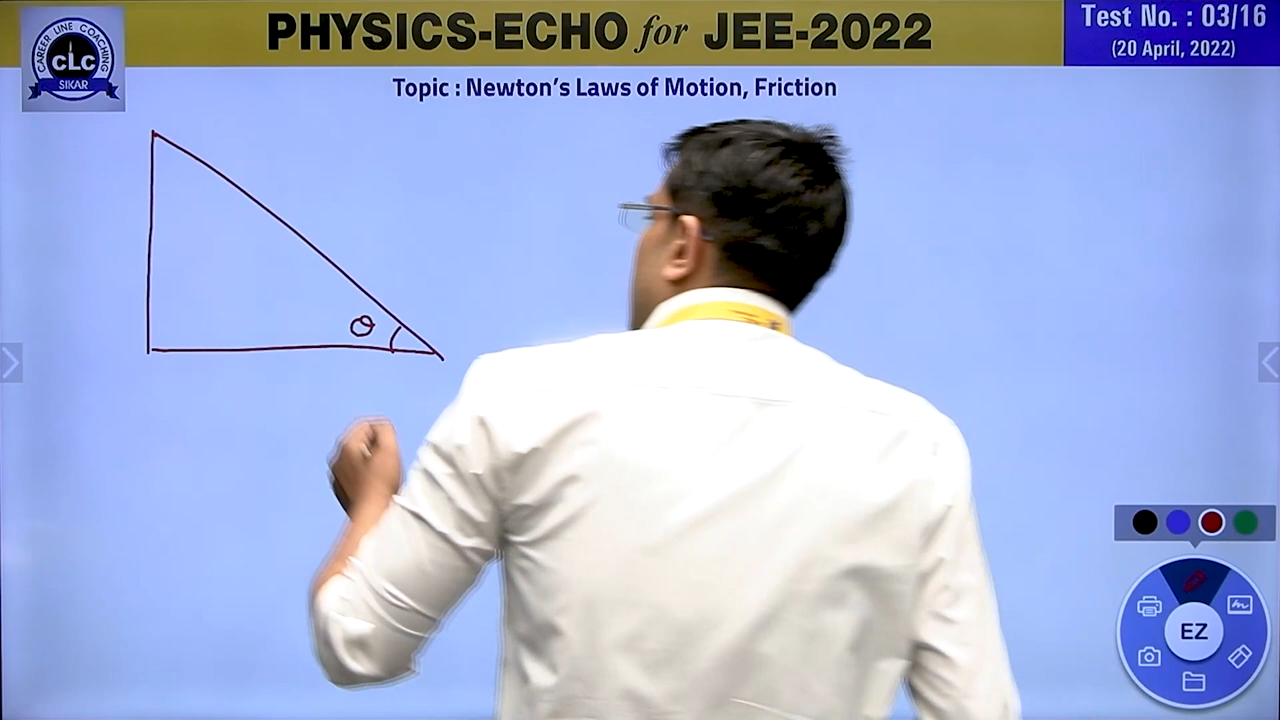 PHYSICS-ECHO for JEE-2022
Test No. : 03/16
(20 April, 2022)
CAREER LINE COACHING
CLC
SIKAR
Topic : Newton's Laws of Motion, Friction
θ
EZ